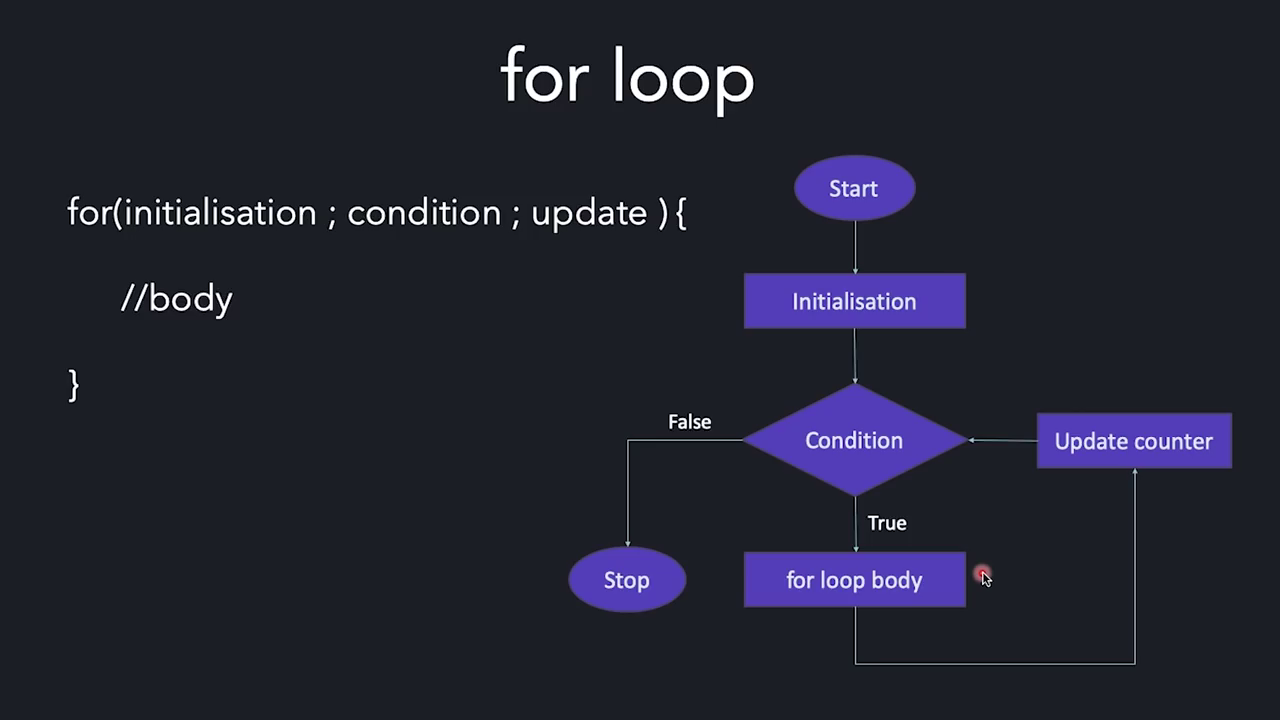 for loop
for(initialisation ; condition ; update ){
//body
}
Start
Initialisation
Condition
False
True
Update counter
Stop
for loop body